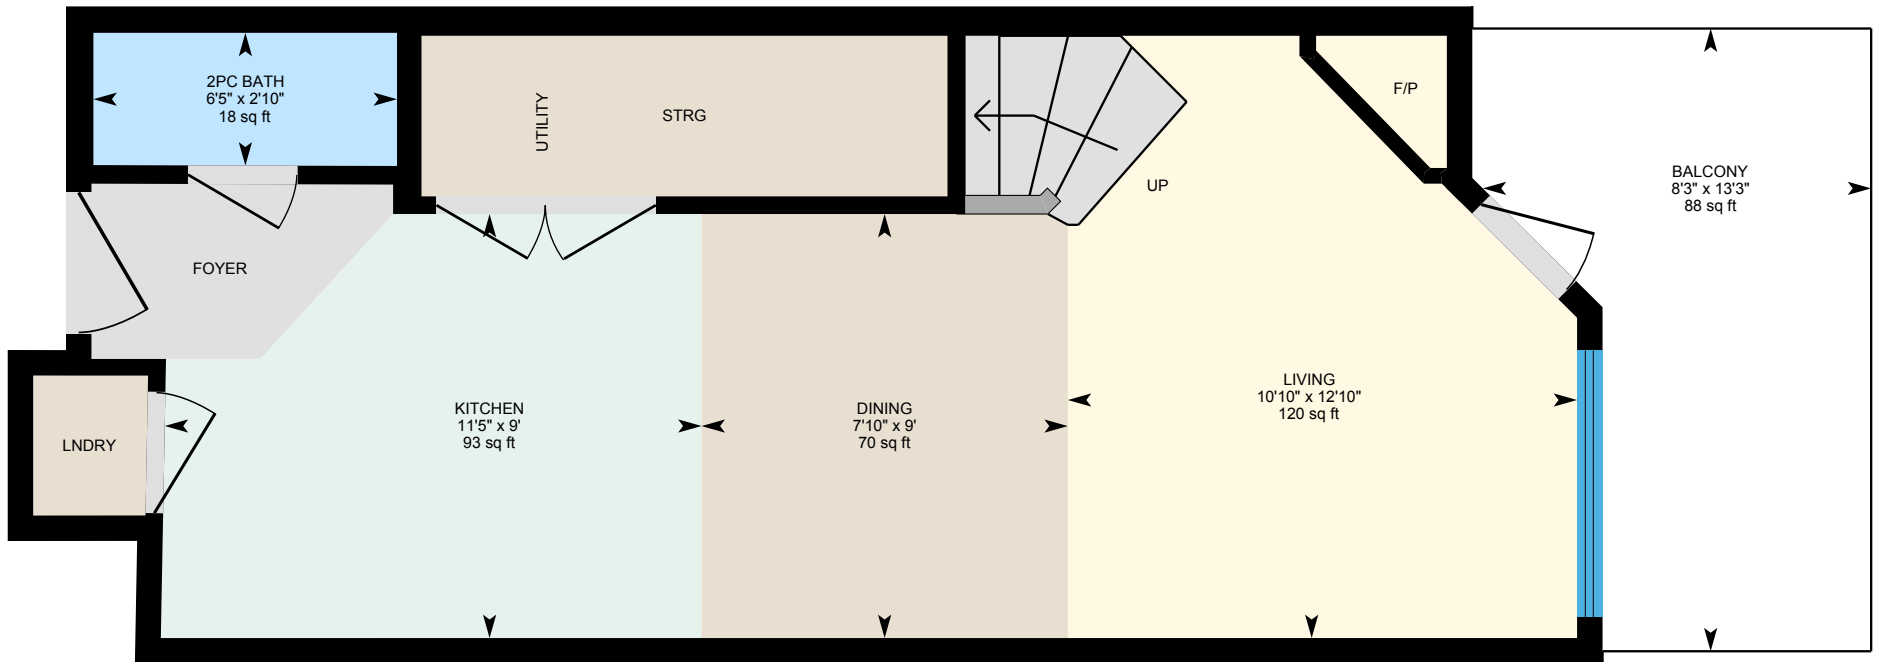 2PC BATH
6'5" x 2'10"
18 sq ft
UTILITY
STRG
F/P
UP
BALCONY
8'3" x 13'3"
88 sq ft
FOYER
LNDRY
KITCHEN
11'5" x 9'
93 sq ft
DINING
7'10" x 9'
70 sq ft
LIVING
10'10" x 12'10"
120 sq ft